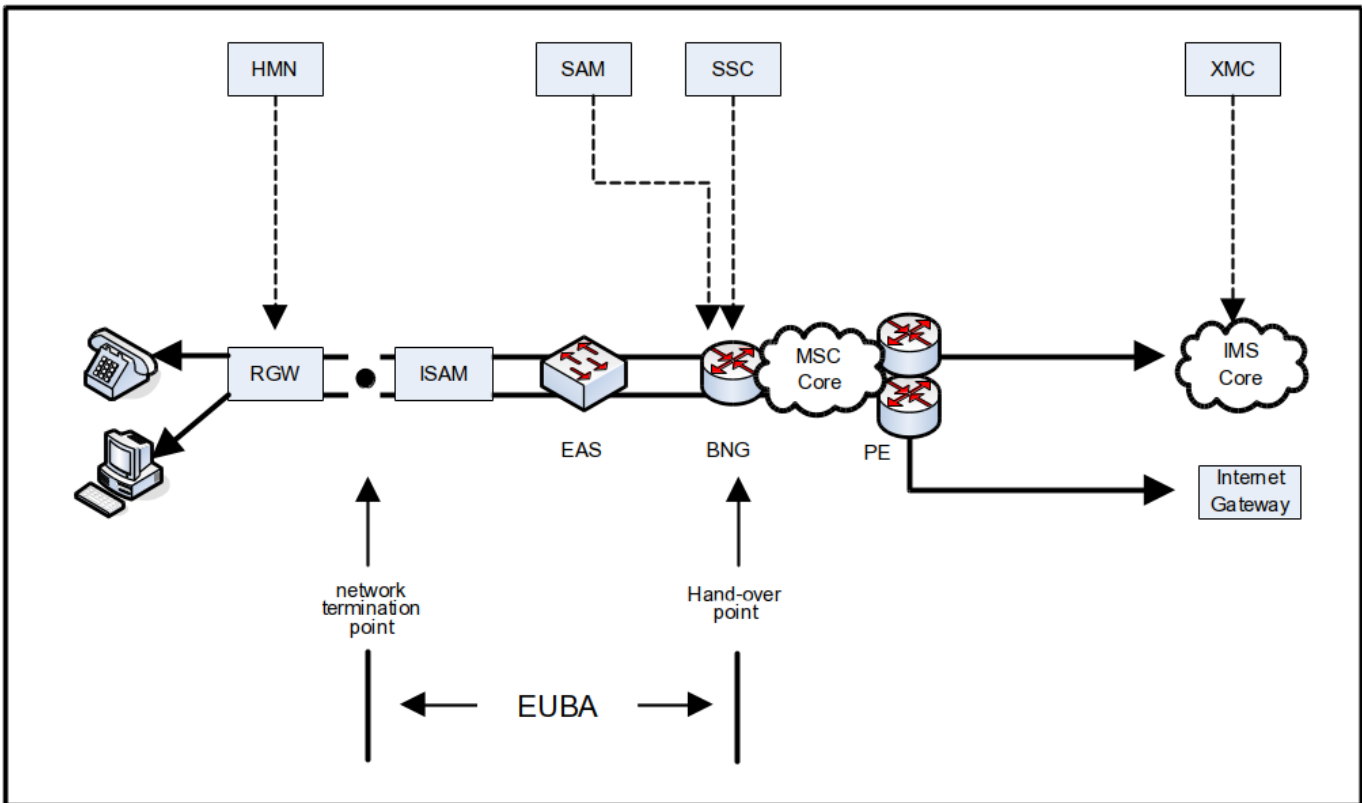 HMN
SAM
SSC
XMC
RGW
ISAM
MSC
Core
IMS
Core
EAS
BNG
PE
Internet
Gateway
network
termination
point
Hand-over
point
EUBA